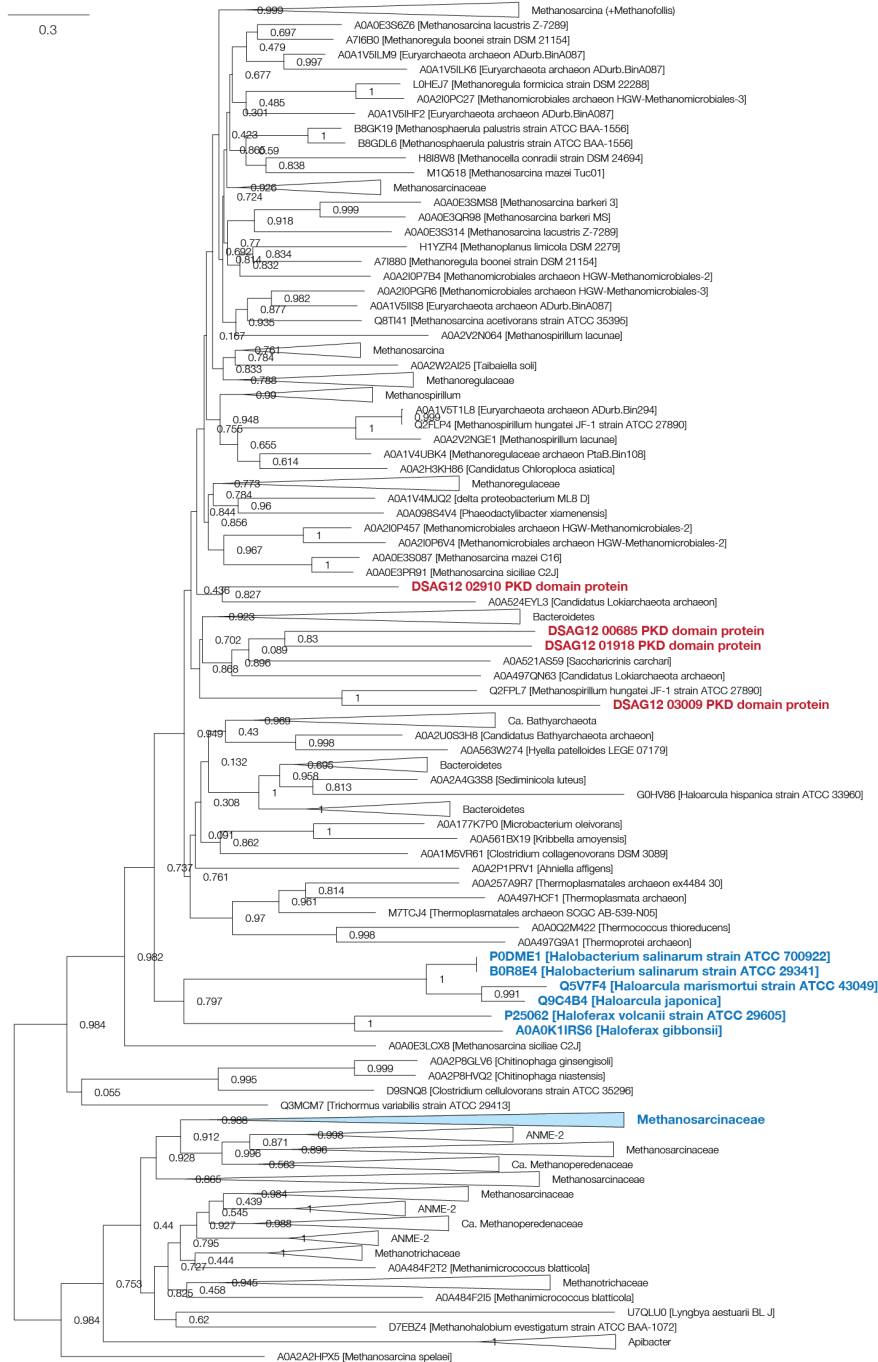 0.999
Methanosarcina (+Methanofollis)
0.3
A0A0E3S6Z6 [Methanosarcina lacustris Z-7289]
0.697
A7I6B0 [Methanoregula boonei strain DSM 21154]
0.479
A0A1V5ILM9 [Euryarchaeota archaeon ADurb.BinA087]
0.997
A0A1V5ILK6 [Euryarchaeota archaeon ADurb.BinA087]
0.677
L0HEJ7 [Methanoregula formicica strain DSM 22288]
1
A0A2I0PC27 [Methanomicrobiales archaeon HGW-Methanomicrobiales-3]
0.485
0.301
A0A1V5IHF2 [Euryarchaeota archaeon ADurb.BinA087]
B8GK19 [Methanosphaerula palustris strain ATCC BAA-1556]
0.423
1
B8GDL6 [Methanosphaerula palustris strain ATCC BAA-1556]
0.865
0.59
H8I8W8 [Methanocella conradii strain DSM 24694]
0.838
M1Q518 [Methanosarcina mazei Tuc01]
0.926
Methanosarcinaceae
0.724
A0A0E3SMS8 [Methanosarcina barkeri 3]
0.999
A0A0E3QR98 [Methanosarcina barkeri MS]
0.918
A0A0E3S314 [Methanosarcina lacustris Z-7289]
0.77
H1YZR4 [Methanoplanus limicola DSM 2279]
0.692
0.834
0.814
A7I880 [Methanoregula boonei strain DSM 21154]
0.832
A0A2I0P7B4 [Methanomicrobiales archaeon HGW-Methanomicrobiales-2]
A0A2I0PGR6 [Methanomicrobiales archaeon HGW-Methanomicrobiales-3]
0.982
A0A1V5IIS8 [Euryarchaeota archaeon ADurb.BinA087]
0.877
0.935
Q8TI41 [Methanosarcina acetivorans strain ATCC 35395]
0.167
A0A2V2N064 [Methanospirillum lacunae]
0.761
Methanosarcina
0.784
A0A2W2AI25 [Taibaiella soli]
0.833
0.788
Methanoregulaceae
0.99
Methanospirillum
A0A1V5T1L8 [Euryarchaeota archaeon ADurb.Bin294]
0.999
0.948
Q2FLP4 [Methanospirillum hungatei JF-1 strain ATCC 27890]
0.755
1
A0A2V2NGE1 [Methanospirillum lacunae]
0.655
A0A1V4UBK4 [Methanoregulaceae archaeon PtaB.Bin108]
0.614
A0A2H3KH86 [Candidatus Chloroploca asiatica]
0.773
Methanoregulaceae
0.784
A0A1V4MJQ2 [delta proteobacterium ML8 D]
0.96
0.844
A0A098S4V4 [Phaeodactylibacter xiamenensis]
0.856
A0A2I0P457 [Methanomicrobiales archaeon HGW-Methanomicrobiales-2]
1
A0A2I0P6V4 [Methanomicrobiales archaeon HGW-Methanomicrobiales-2]
0.967
A0A0E3S087 [Methanosarcina mazei C16]
1
A0A0E3PR91 [Methanosarcina siciliae C2J]
0.436
DSAG12 02910 PKD domain protein
0.827
A0A524EYL3 [Candidatus Lokiarchaeota archaeon]
0.923
Bacteroidetes
DSAG12 00685 PKD domain protein
0.702
0.83
DSAG12 01918 PKD domain protein
0.089
0.896
A0A521AS59 [Saccharicrinis carchari]
0.868
A0A497QN63 [Candidatus Lokiarchaeota archaeon]
Q2FPL7 [Methanospirillum hungatei JF-1 strain ATCC 27890]
1
DSAG12 03009 PKD domain protein
0.969
Ca. Bathyarchaeota
0.949
0.43
A0A2U0S3H8 [Candidatus Bathyarchaeota archaeon]
0.998
A0A563W274 [Hyella patelloides LEGE 07179]
0.132
0.695
Bacteroidetes
0.958
A0A2A4G3S8 [Sediminicola luteus]
1
0.813
G0HV86 [Haloarcula hispanica strain ATCC 33960]
0.308
1
Bacteroidetes
A0A177K7P0 [Microbacterium oleivorans]
1
0.091
A0A561BX19 [Kribbella amoyensis]
0.862
A0A1M5VR61 [Clostridium collagenovorans DSM 3089]
0.737
A0A2P1PRV1 [Ahniella affigens]
0.761
A0A257A9R7 [Thermoplasmatales archaeon ex4484 30]
0.814
A0A497HCF1 [Thermoplasmata archaeon]
0.961
M7TCJ4 [Thermoplasmatales archaeon SCGC AB-539-N05]
0.97
A0A0Q2M422 [Thermococcus thioreducens]
0.998
A0A497G9A1 [Thermoprotei archaeon]
0.982
P0DME1 [Halobacterium salinarum strain ATCC 700922]
B0R8E4 [Halobacterium salinarum strain ATCC 29341]
1
Q5V7F4 [Haloarcula marismortui strain ATCC 43049]
0.991
Q9C4B4 [Haloarcula japonica]
0.797
P25062 [Haloferax volcanii strain ATCC 29605]
1
A0A0K1IRS6 [Haloferax gibbonsii]
0.984
A0A0E3LCX8 [Methanosarcina siciliae C2J]
A0A2P8GLV6 [Chitinophaga ginsengisoli]
0.999
A0A2P8HVQ2 [Chitinophaga niastensis]
0.995
0.055
D9SNQ8 [Clostridium cellulovorans strain ATCC 35296]
Q3MCM7 [Trichormus variabilis strain ATCC 29413]
0.988
Methanosarcinaceae
0.912
0.998
ANME-2
0.871
0.896
Methanosarcinaceae
0.928
0.996
0.563
Ca. Methanoperedenaceae
0.865
Methanosarcinaceae
0.984
Methanosarcinaceae
0.439
0.545
1
ANME-2
0.44
0.927
0.988
Ca. Methanoperedenaceae
1
ANME-2
0.795
1
Methanotrichaceae
0.444
0.727
A0A484F2T2 [Methanimicrococcus blatticola]
0.753
0.945
Methanotrichaceae
0.825
0.458
A0A484F2I5 [Methanimicrococcus blatticola]
U7QLU0 [Lyngbya aestuarii BL J]
0.62
0.984
D7EBZ4 [Methanohalobium evestigatum strain ATCC BAA-1072]
1
Apibacter
A0A2A2HPX5 [Methanosarcina spelaei]